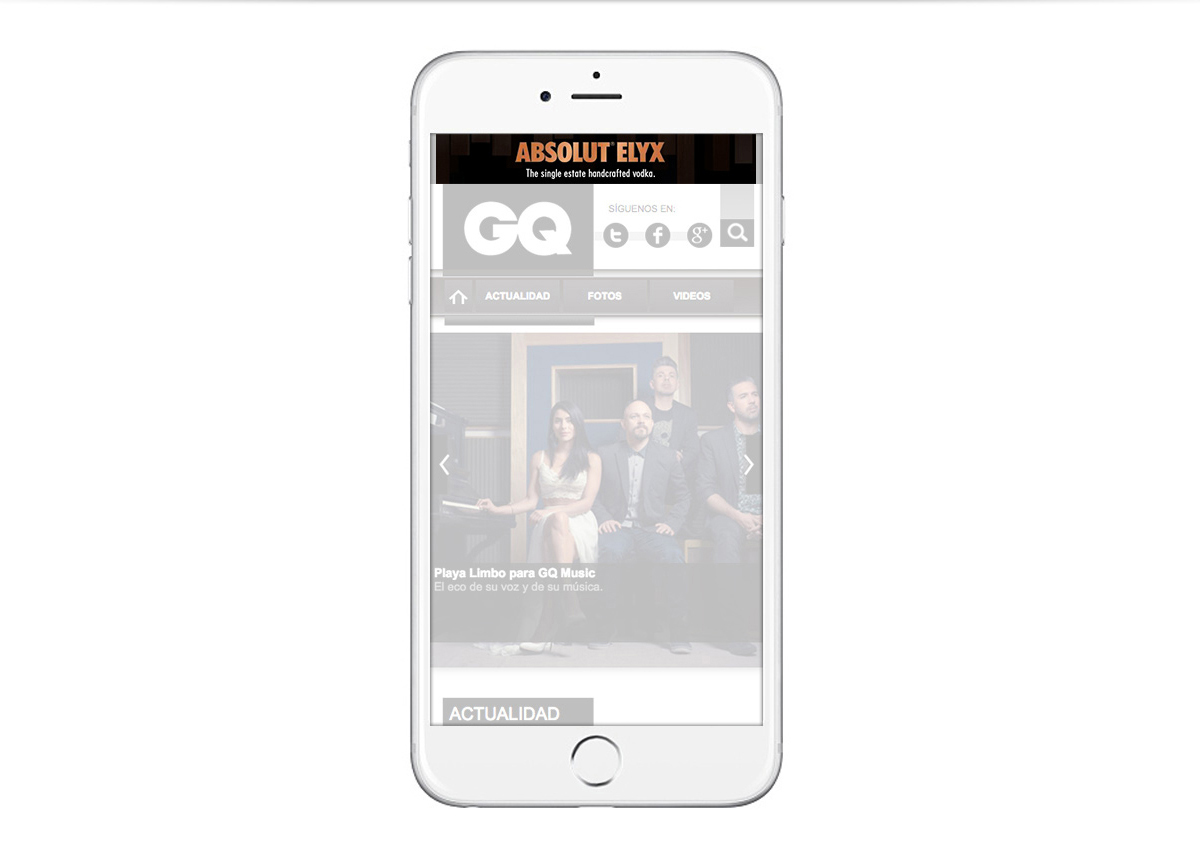 ABSOLUT® ELYX
The single estate handcrafted vodka.
GQ
SÍGUENOS EN:
g+
ACTUALIDAD FOTOS VIDEOS
Playa Limbo para GQ Music
El eco de su voz y de su música.
ACTUALIDAD